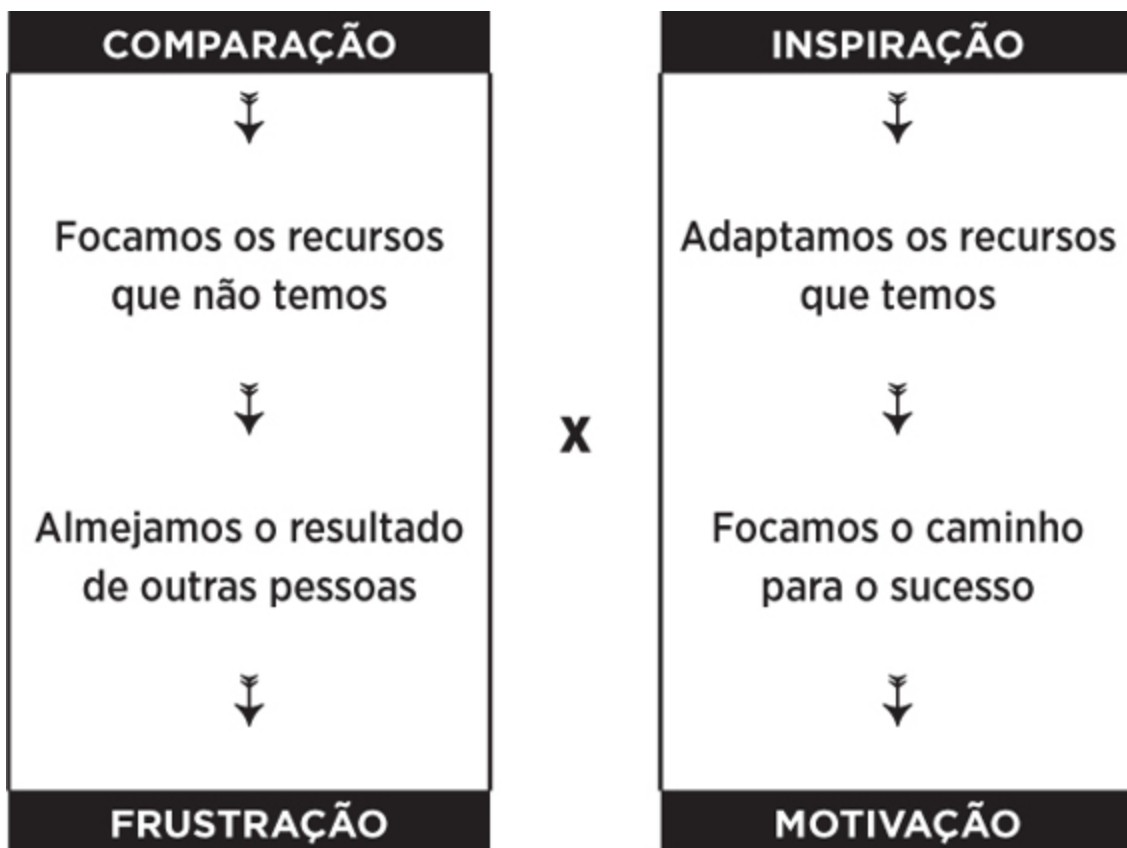 COMPARAÇÃO
Focamos os recursos
que não temos
Almejamos o resultado
de outras pessoas
FRUSTRAÇÃO
X
INSPIRAÇÃO
Adaptamos os recursos
que temos
Focamos o caminho
para o sucesso
MOTIVAÇÃO